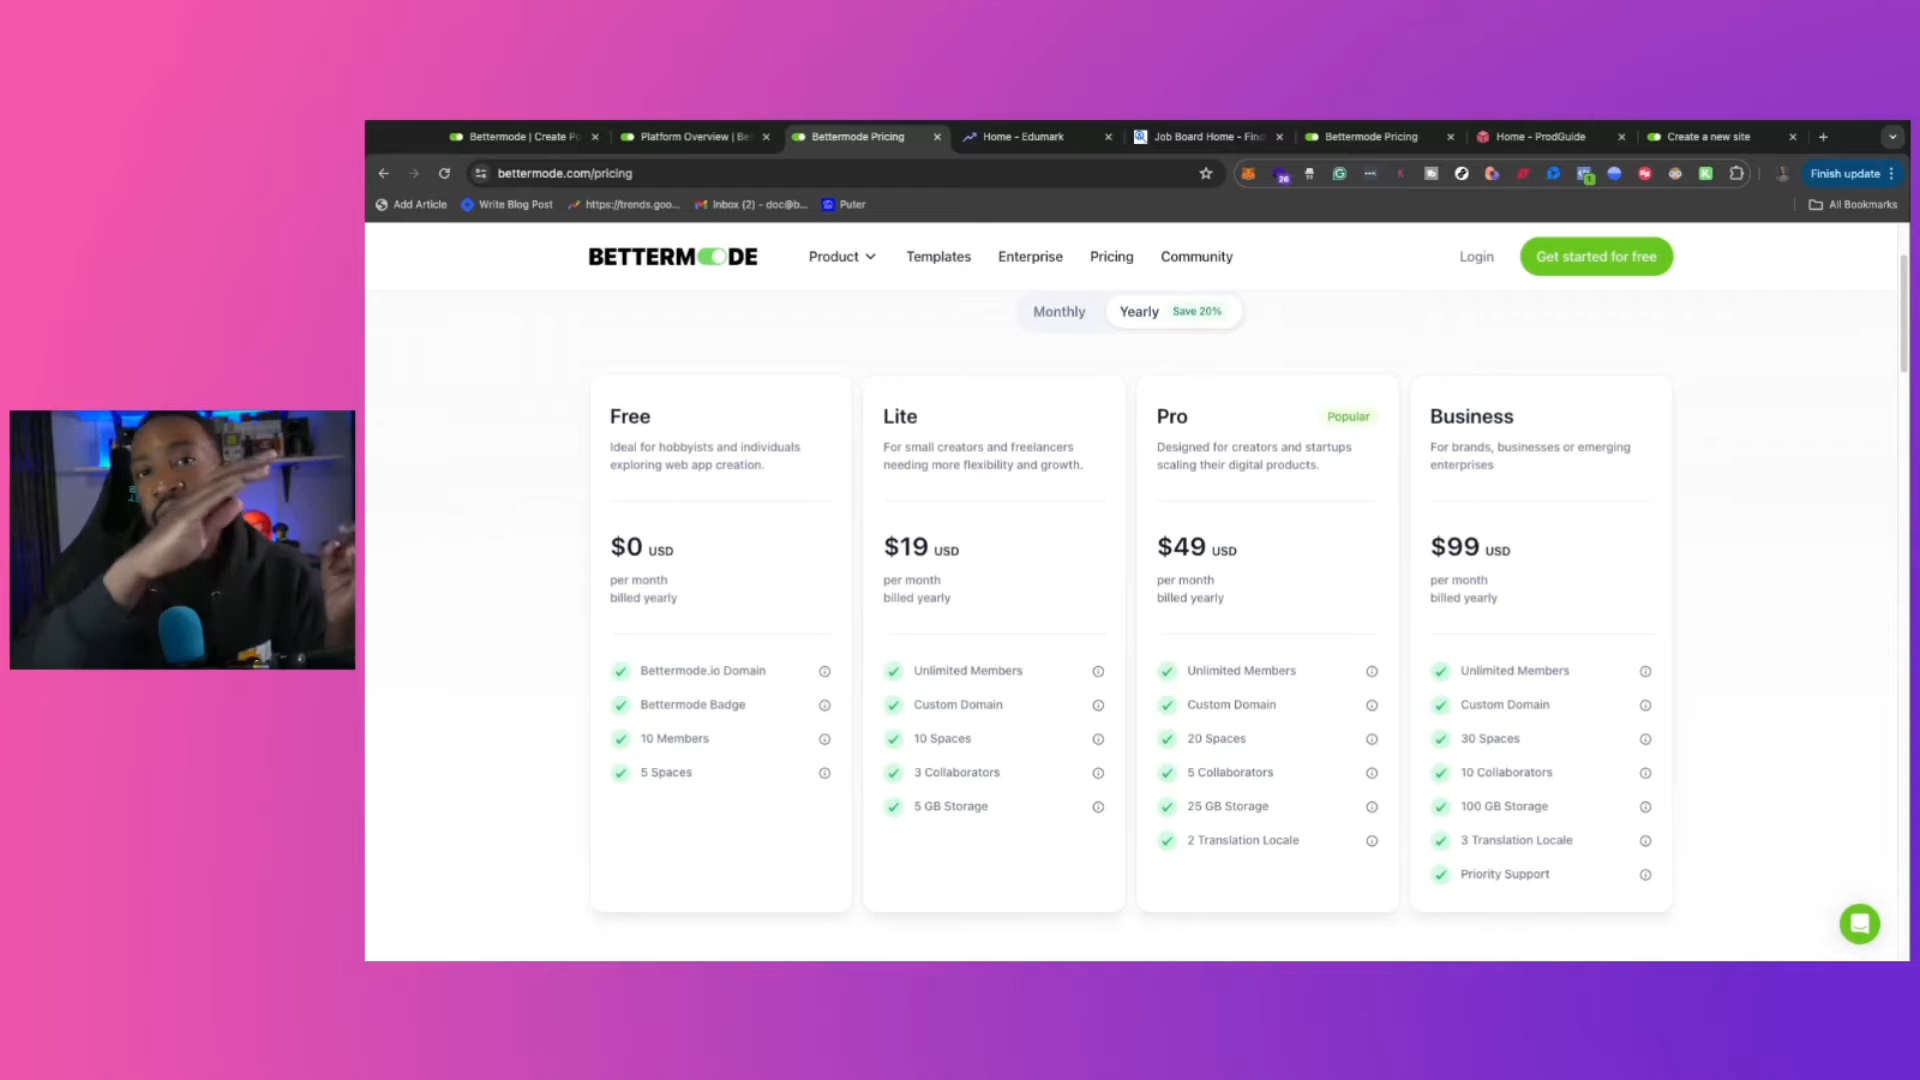 Bettermode | Create Po
Platform Overview | Be
Bettermode Pricing
Home - Edumark
Job Board Home - Find
Bettermode Pricing
Home - ProdGuide
Create a new site
bettermode.com/pricing
26
1
Finish update
Add Article
Write Blog Post
https://trends.goo...
Inbox (2) - doc@b...
Puter
All Bookmarks
BETTERMODE
Product
Templates
Enterprise
Pricing
Community
Login
Get started for free
Monthly
Yearly
Save 20%
Free
Ideal for hobbyists and individuals
exploring web app creation.
$0 USD
per month
billed yearly
Bettermode.io Domain
Bettermode Badge
10 Members
5 Spaces
Lite
For small creators and freelancers
needing more flexibility and growth.
$19 USD
per month
billed yearly
Unlimited Members
Custom Domain
10 Spaces
3 Collaborators
5 GB Storage
Pro
Popular
Designed for creators and startups
scaling their digital products.
$49 USD
per month
billed yearly
Unlimited Members
Custom Domain
20 Spaces
5 Collaborators
25 GB Storage
2 Translation Locale
Business
For brands, businesses or emerging
enterprises
$99 USD
per month
billed yearly
Unlimited Members
Custom Domain
30 Spaces
10 Collaborators
100 GB Storage
3 Translation Locale
Priority Support